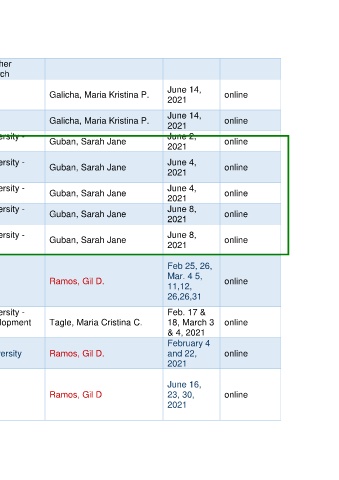 her
ch
Galicha, Maria Kristina P. June 14, 2021 online
Galicha, Maria Kristina P. June 14, 2021 online
ersity - Guban, Sarah Jane June 2, 2021 online
ersity - Guban, Sarah Jane June 4, 2021 online
ersity - Guban, Sarah Jane June 4, 2021 online
ersity - Guban, Sarah Jane June 8, 2021 online
ersity - Guban, Sarah Jane June 8, 2021 online
Ramos, Gil D. Feb 25, 26, Mar. 4 5, 11,12, 26,26,31 online
ersity - lopment Tagle, Maria Cristina C. Feb. 17 & 18, March 3 & 4, 2021 online
versity Ramos, Gil D. February 4 and 22, 2021 online
Ramos, Gil D June 16, 23, 30, 2021 online